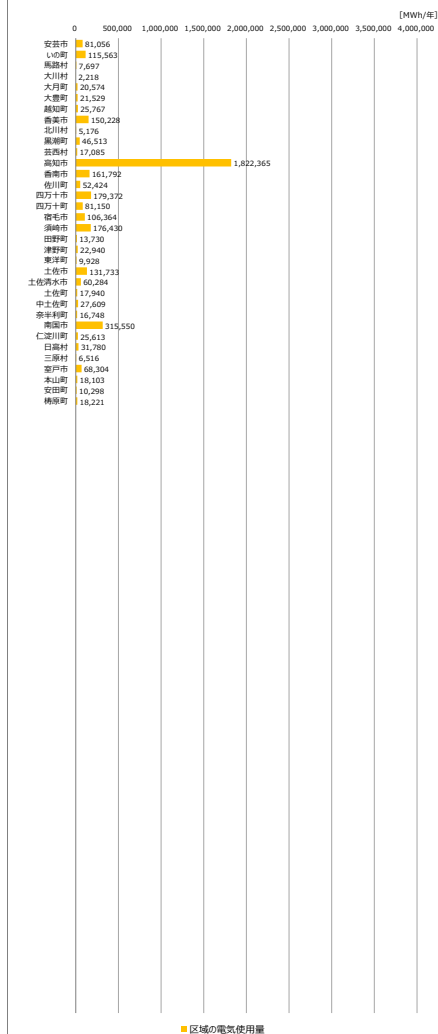 [MWh/年]
0 500,000 1,000,000 1,500,000 2,000,000 2,500,000 3,000,000 3,500,000 4,000,000
安芸市 81,056
いの町 115,563
馬路村 7,697
大川村 2,218
大月町 20,574
大豊町 21,529
越知町 25,767
香美市 150,228
北川村 5,176
黒潮町 46,513
芸西村 17,085
高知市 1,822,365
香南市 161,792
佐川町 52,424
四万十市 179,372
四万十町 81,150
宿毛市 106,364
須崎市 176,430
田野町 13,730
津野町 22,940
東洋町 9,928
土佐市 131,733
土佐清水市 60,284
土佐町 17,940
中土佐町 27,609
奈半利町 16,748
南国市 315,550
仁淀川町 25,613
日高村 31,780
三原村 6,516
室戸市 68,304
本山町 18,103
安田町 10,298
梼原町 18,221
区域の電気使用量